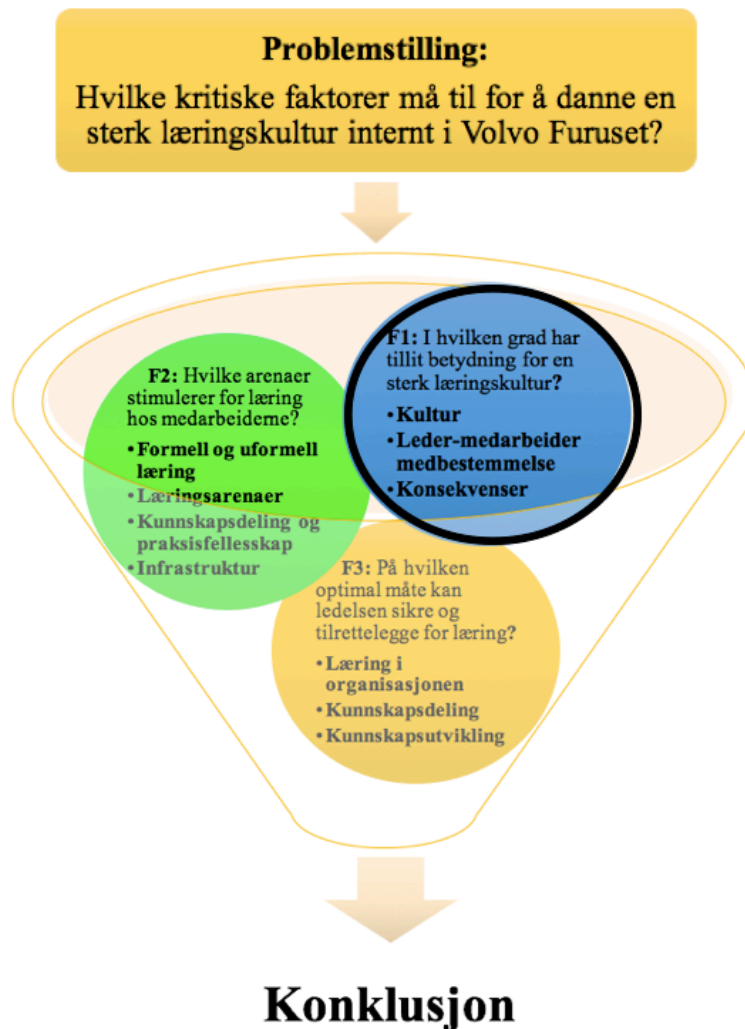 Problemstilling:
Hvilke kritiske faktorer må til for å danne en
sterk læringskultur internt i Volvo Furuset?
F1: I hvilken grad har
tillit betydning for en
sterk læringskultur?
• Kultur
• Leder-medarbeider
medbestemmelse
• Konsekvenser
F2: Hvilke arenaer
stimulerer for læring
hos medarbeiderne?
• Formell og uformell
læring
• Læringsarenaer
• Kunnskapsdeling og
praksisfellesskap
• Infrastruktur
F3: På hvilken
optimal måte kan
ledelsen sikre og
tilrettelegge for læring?
• Læring i
organisasjonen
• Kunnskapsdeling
• Kunnskapsutvikling
Konklusjon